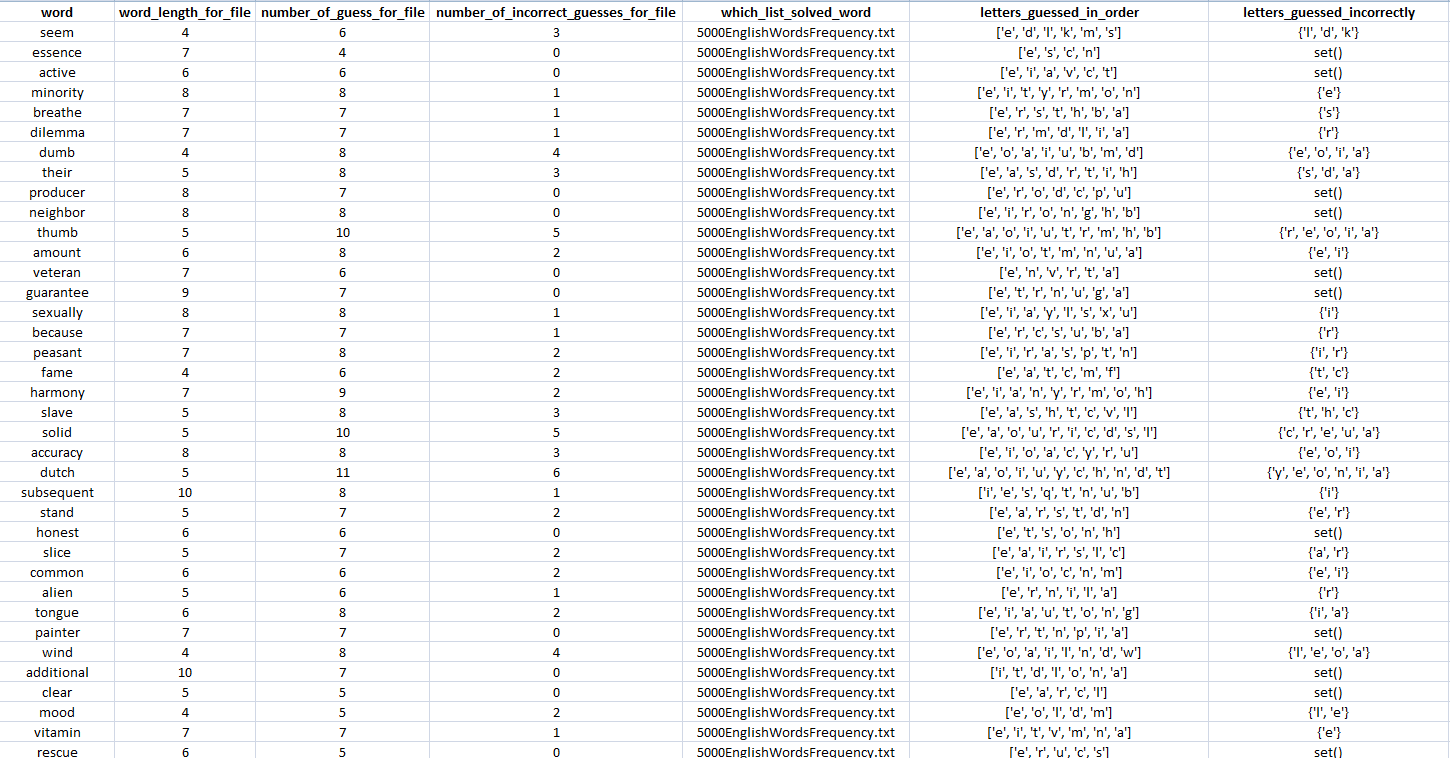 word word_length_for_file number_of_guess_for_file number_of_incorrect_guesses_for_file which_list_solved_word letters_guessed_in_order letters_guessed_incorrectly
seem 4 6 3 5000EnglishWordsFrequency.txt ['e', 'd', 'l', 'k', 'm', 's'] {'l', 'd', 'k'}
essence 7 4 0 5000EnglishWordsFrequency.txt ['e', 's', 'c', 'n'] set()
active 6 6 0 5000EnglishWordsFrequency.txt ['e', 'i', 'a', 'v', 'c', 't'] set()
minority 8 8 1 5000EnglishWordsFrequency.txt ['e', 'i', 't', 'y', 'r', 'm', 'o', 'n'] {'e'}
breathe 7 7 1 5000EnglishWordsFrequency.txt ['e', 'r', 's', 't', 'h', 'b', 'a'] {'s'}
dilemma 7 7 1 5000EnglishWordsFrequency.txt ['e', 'r', 'm', 'd', 'l', 'i', 'a'] {'r'}
dumb 4 8 4 5000EnglishWordsFrequency.txt ['e', 'o', 'a', 'i', 'u', 'b', 'm', 'd'] {'e', 'o', 'i', 'a'}
their 5 8 3 5000EnglishWordsFrequency.txt ['e', 'a', 's', 'd', 'r', 't', 'i', 'h'] {'s', 'd', 'a'}
producer 8 7 0 5000EnglishWordsFrequency.txt ['e', 'r', 'o', 'd', 'c', 'p', 'u'] set()
neighbor 8 8 0 5000EnglishWordsFrequency.txt ['e', 'i', 'r', 'o', 'n', 'g', 'h', 'b'] set()
thumb 5 10 5 5000EnglishWordsFrequency.txt ['e', 'a', 'o', 'i', 'u', 't', 'r', 'm', 'h', 'b'] {'r', 'e', 'o', 'i', 'a'}
amount 6 8 2 5000EnglishWordsFrequency.txt ['e', 'i', 'o', 't', 'm', 'n', 'u', 'a'] {'e', 'i'}
veteran 7 6 0 5000EnglishWordsFrequency.txt ['e', 'n', 'v', 'r', 't', 'a'] set()
guarantee 9 7 0 5000EnglishWordsFrequency.txt ['e', 't', 'r', 'n', 'u', 'g', 'a'] set()
sexually 8 8 1 5000EnglishWordsFrequency.txt ['e', 'i', 'a', 'y', 'l', 's', 'x', 'u'] {'i'}
because 7 7 1 5000EnglishWordsFrequency.txt ['e', 'r', 'c', 's', 'u', 'b', 'a'] {'r'}
peasant 7 8 2 5000EnglishWordsFrequency.txt ['e', 'i', 'r', 'a', 's', 'p', 't', 'n'] {'i', 'r'}
fame 4 6 2 5000EnglishWordsFrequency.txt ['e', 'a', 't', 'c', 'm', 'f'] {'t', 'c'}
harmony 7 9 2 5000EnglishWordsFrequency.txt ['e', 'i', 'a', 'n', 'y', 'r', 'm', 'o', 'h'] {'e', 'i'}
slave 5 8 3 5000EnglishWordsFrequency.txt ['e', 'a', 's', 'h', 't', 'c', 'v', 'l'] {'t', 'h', 'c'}
solid 5 10 5 5000EnglishWordsFrequency.txt ['e', 'a', 'o', 'u', 'r', 'i', 'c', 'd', 's', 'l'] {'c', 'r', 'e', 'u', 'a'}
accuracy 8 8 3 5000EnglishWordsFrequency.txt ['e', 'i', 'o', 'a', 'c', 'y', 'r', 'u'] {'e', 'o', 'i'}
dutch 5 11 6 5000EnglishWordsFrequency.txt ['e', 'a', 'o', 'i', 'u', 'y', 'c', 'h', 'n', 'd', 't'] {'y', 'e', 'o', 'n', 'i', 'a'}
subsequent 10 8 1 5000EnglishWordsFrequency.txt ['i', 'e', 's', 'q', 't', 'n', 'u', 'b'] {'i'}
stand 5 7 2 5000EnglishWordsFrequency.txt ['e', 'a', 'r', 's', 't', 'd', 'n'] {'e', 'r'}
honest 6 6 0 5000EnglishWordsFrequency.txt ['e', 't', 's', 'o', 'n', 'h'] set()
slice 5 7 2 5000EnglishWordsFrequency.txt ['e', 'a', 'i', 'r', 's', 'l', 'c'] {'a', 'r'}
common 6 6 2 5000EnglishWordsFrequency.txt ['e', 'i', 'o', 'c', 'n', 'm'] {'e', 'i'}
alien 5 6 1 5000EnglishWordsFrequency.txt ['e', 'r', 'n', 'i', 'l', 'a'] {'r'}
tongue 6 8 2 5000EnglishWordsFrequency.txt ['e', 'i', 'a', 'u', 't', 'o', 'n', 'g'] {'i', 'a'}
painter 7 7 0 5000EnglishWordsFrequency.txt ['e', 'r', 't', 'n', 'p', 'i', 'a'] set()
wind 4 8 4 5000EnglishWordsFrequency.txt ['e', 'o', 'a', 'i', 'l', 'n', 'd', 'w'] {'l', 'e', 'o', 'a'}
additional 10 7 0 5000EnglishWordsFrequency.txt ['i', 't', 'd', 'l', 'o', 'n', 'a'] set()
clear 5 5 0 5000EnglishWordsFrequency.txt ['e', 'a', 'r', 'c', 'l'] set()
mood 4 5 2 5000EnglishWordsFrequency.txt ['e', 'o', 'l', 'd', 'm'] {'l', 'e'}
vitamin 7 7 1 5000EnglishWordsFrequency.txt ['e', 'i', 't', 'v', 'm', 'n', 'a'] {'e'}
rescue 6 5 0 5000EnglishWordsFrequency.txt ['e', 'r', 'u', 'c', 's'] set()